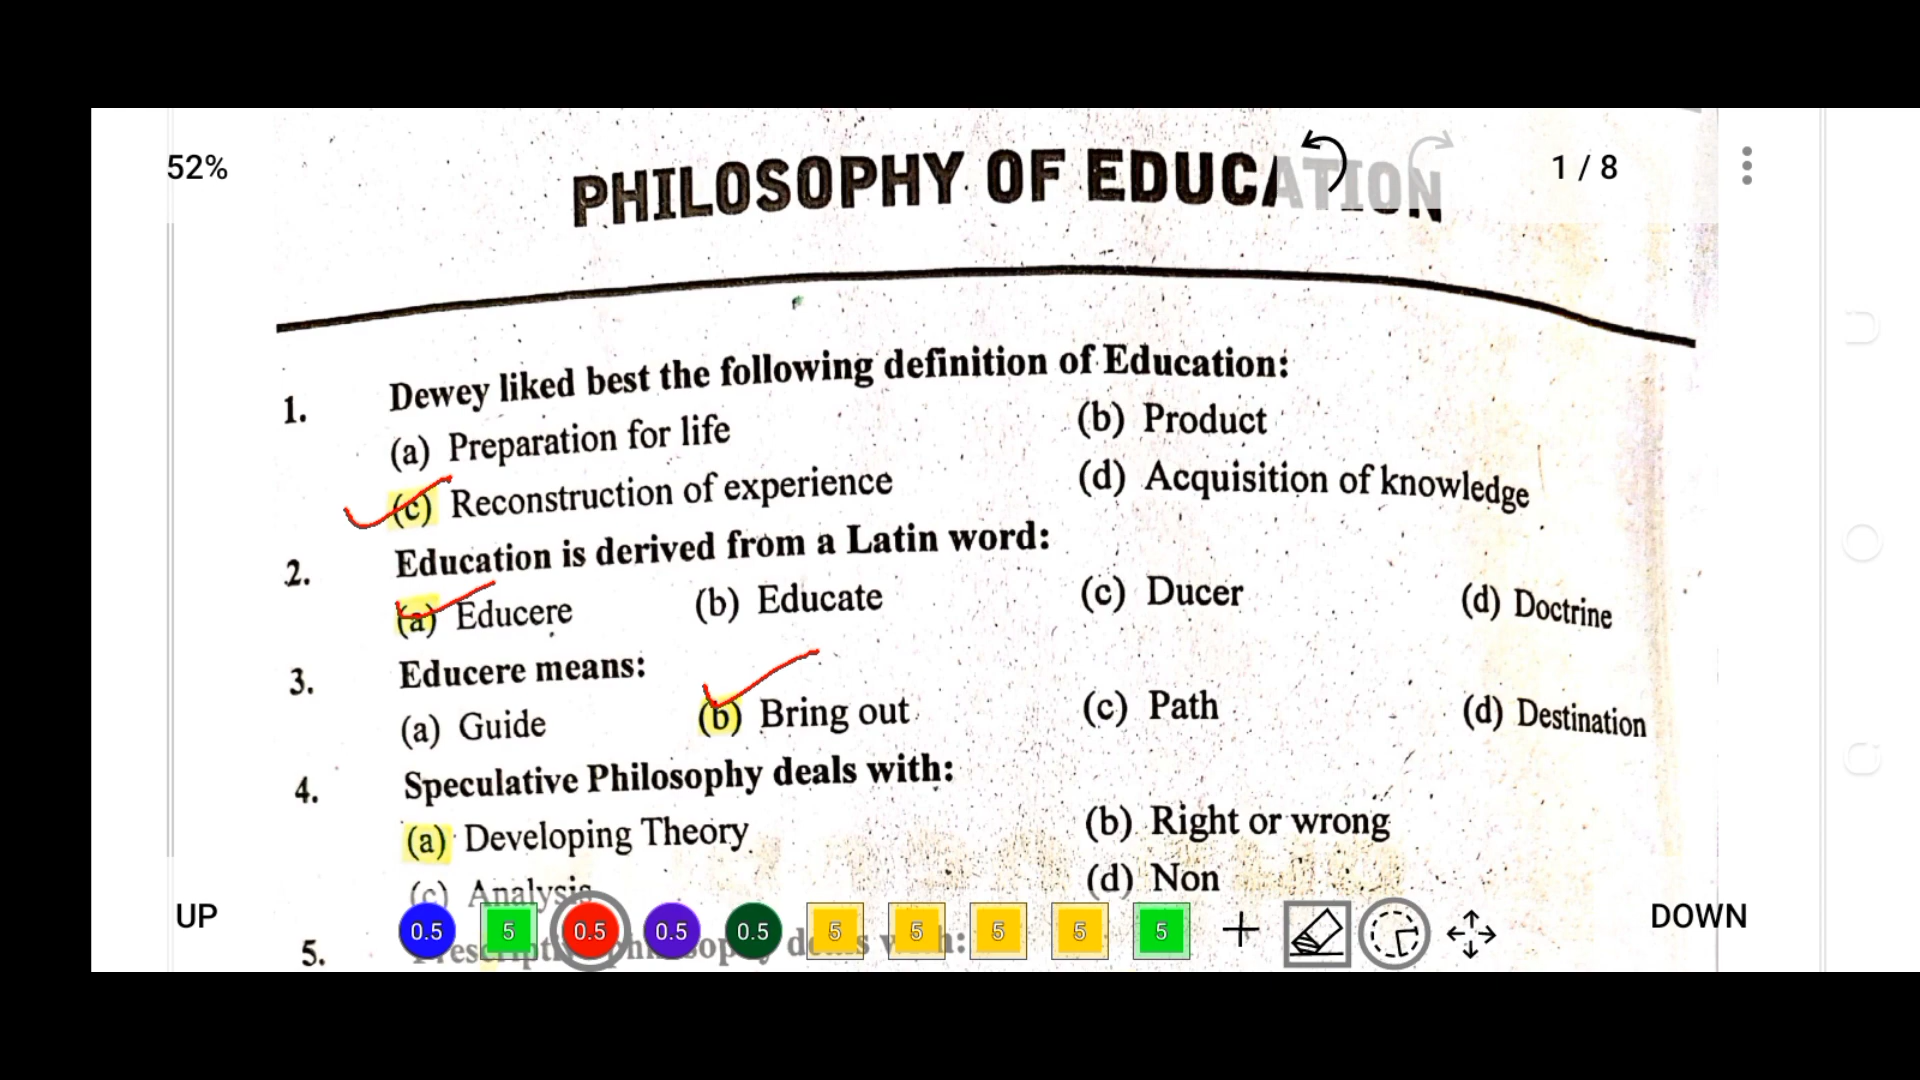 52%
PHILOSOPHY OF EDUCATION
1 / 8
1. Dewey liked best the following definition of Education:
(a) Preparation for life (b) Product
(c) Reconstruction of experience (d) Acquisition of knowledge
2. Education is derived from a Latin word:
(a) Educere (b) Educate (c) Ducer (d) Doctrine
3. Educere means:
(a) Guide (b) Bring out (c) Path (d) Destination
4. Speculative Philosophy deals with:
(a) Developing Theory (b) Right or wrong
(c) Analysis (d) Non
UP 0.5 5 0.5 0.5 0.5 5 5 5 5 5 DOWN
5.